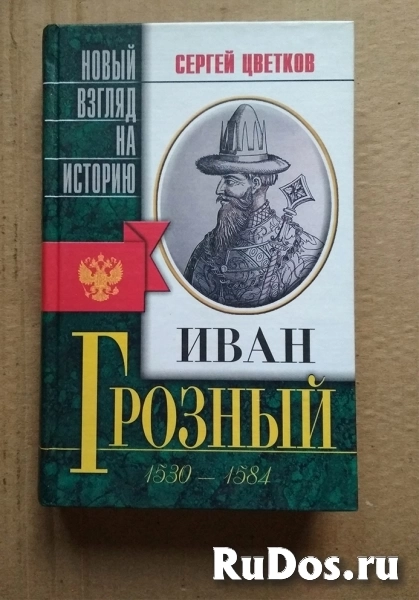 НОВЫЙ
ВЗГЛЯД
НА
ИСТОРИЮ
СЕРГЕЙ ЦВЕТКОВ
ИВАН
ГРОЗНЫЙ
1530 — 1584
RuDos.ru